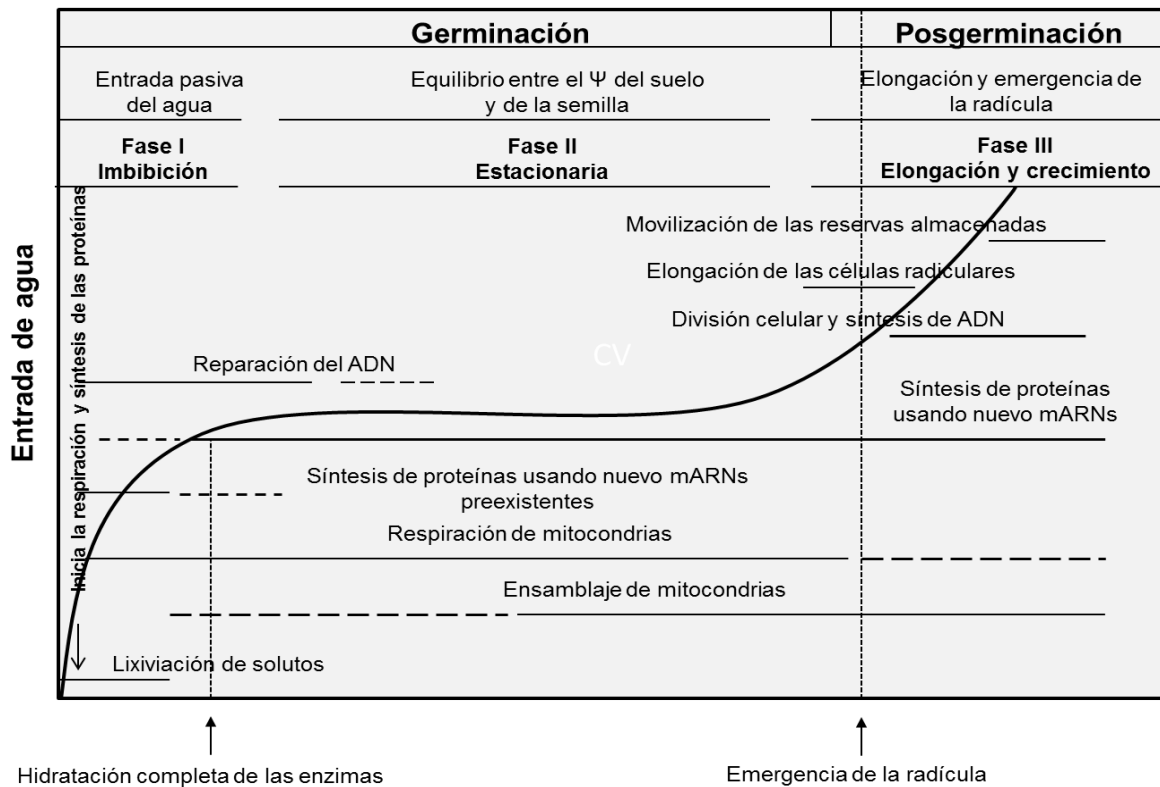 Germinación
Posgerminación
Entrada pasiva
del agua
Equilibrio entre el Ψ del suelo
y de la semilla
Elongación y emergencia de
la radícula
Fase I
Imbibición
Fase II
Estacionaria
Fase III
Elongación y crecimiento
Entrada de agua
Inicia la respiración y síntesis de las proteínas
Movilización de las reservas almacenadas
Elongación de las células radiculares
División celular y síntesis de ADN
CV
Reparación del ADN
Síntesis de proteínas
usando nuevo mARNs
Síntesis de proteínas usando nuevo mARNs
preexistentes
Respiración de mitocondrias
Ensamblaje de mitocondrias
Lixiviación de solutos
Hidratación completa de las enzimas
Emergencia de la radícula